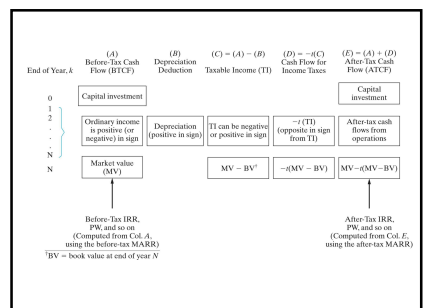 (A) (B) (C) = (A) − (B) (D) = −t(C) (E) = (A) + (D)
Before-Tax Cash Depreciation Cash Flow for After-Tax Cash
End of Year, k Flow (BTCF) Deduction Taxable Income (TI) Income Taxes Flow (ATCF)
0 Capital investment Capital
investment
1
2
.
.
.
N
Ordinary income
is positive (or
negative) in sign
Depreciation
(positive in sign)
TI can be negative
or positive in sign
−t (TI)
(opposite in sign
from TI)
After-tax cash
flows from
operations
N
Market value
(MV)
MV − BV†
−t(MV−BV)
MV−t(MV−BV)
Before-Tax IRR,
PW, and so on
(Computed from Col. A,
using the before-tax MARR)
After-Tax IRR,
PW, and so on
(Computed from Col. E,
using the after-tax MARR)
†BV = book value at end of year N